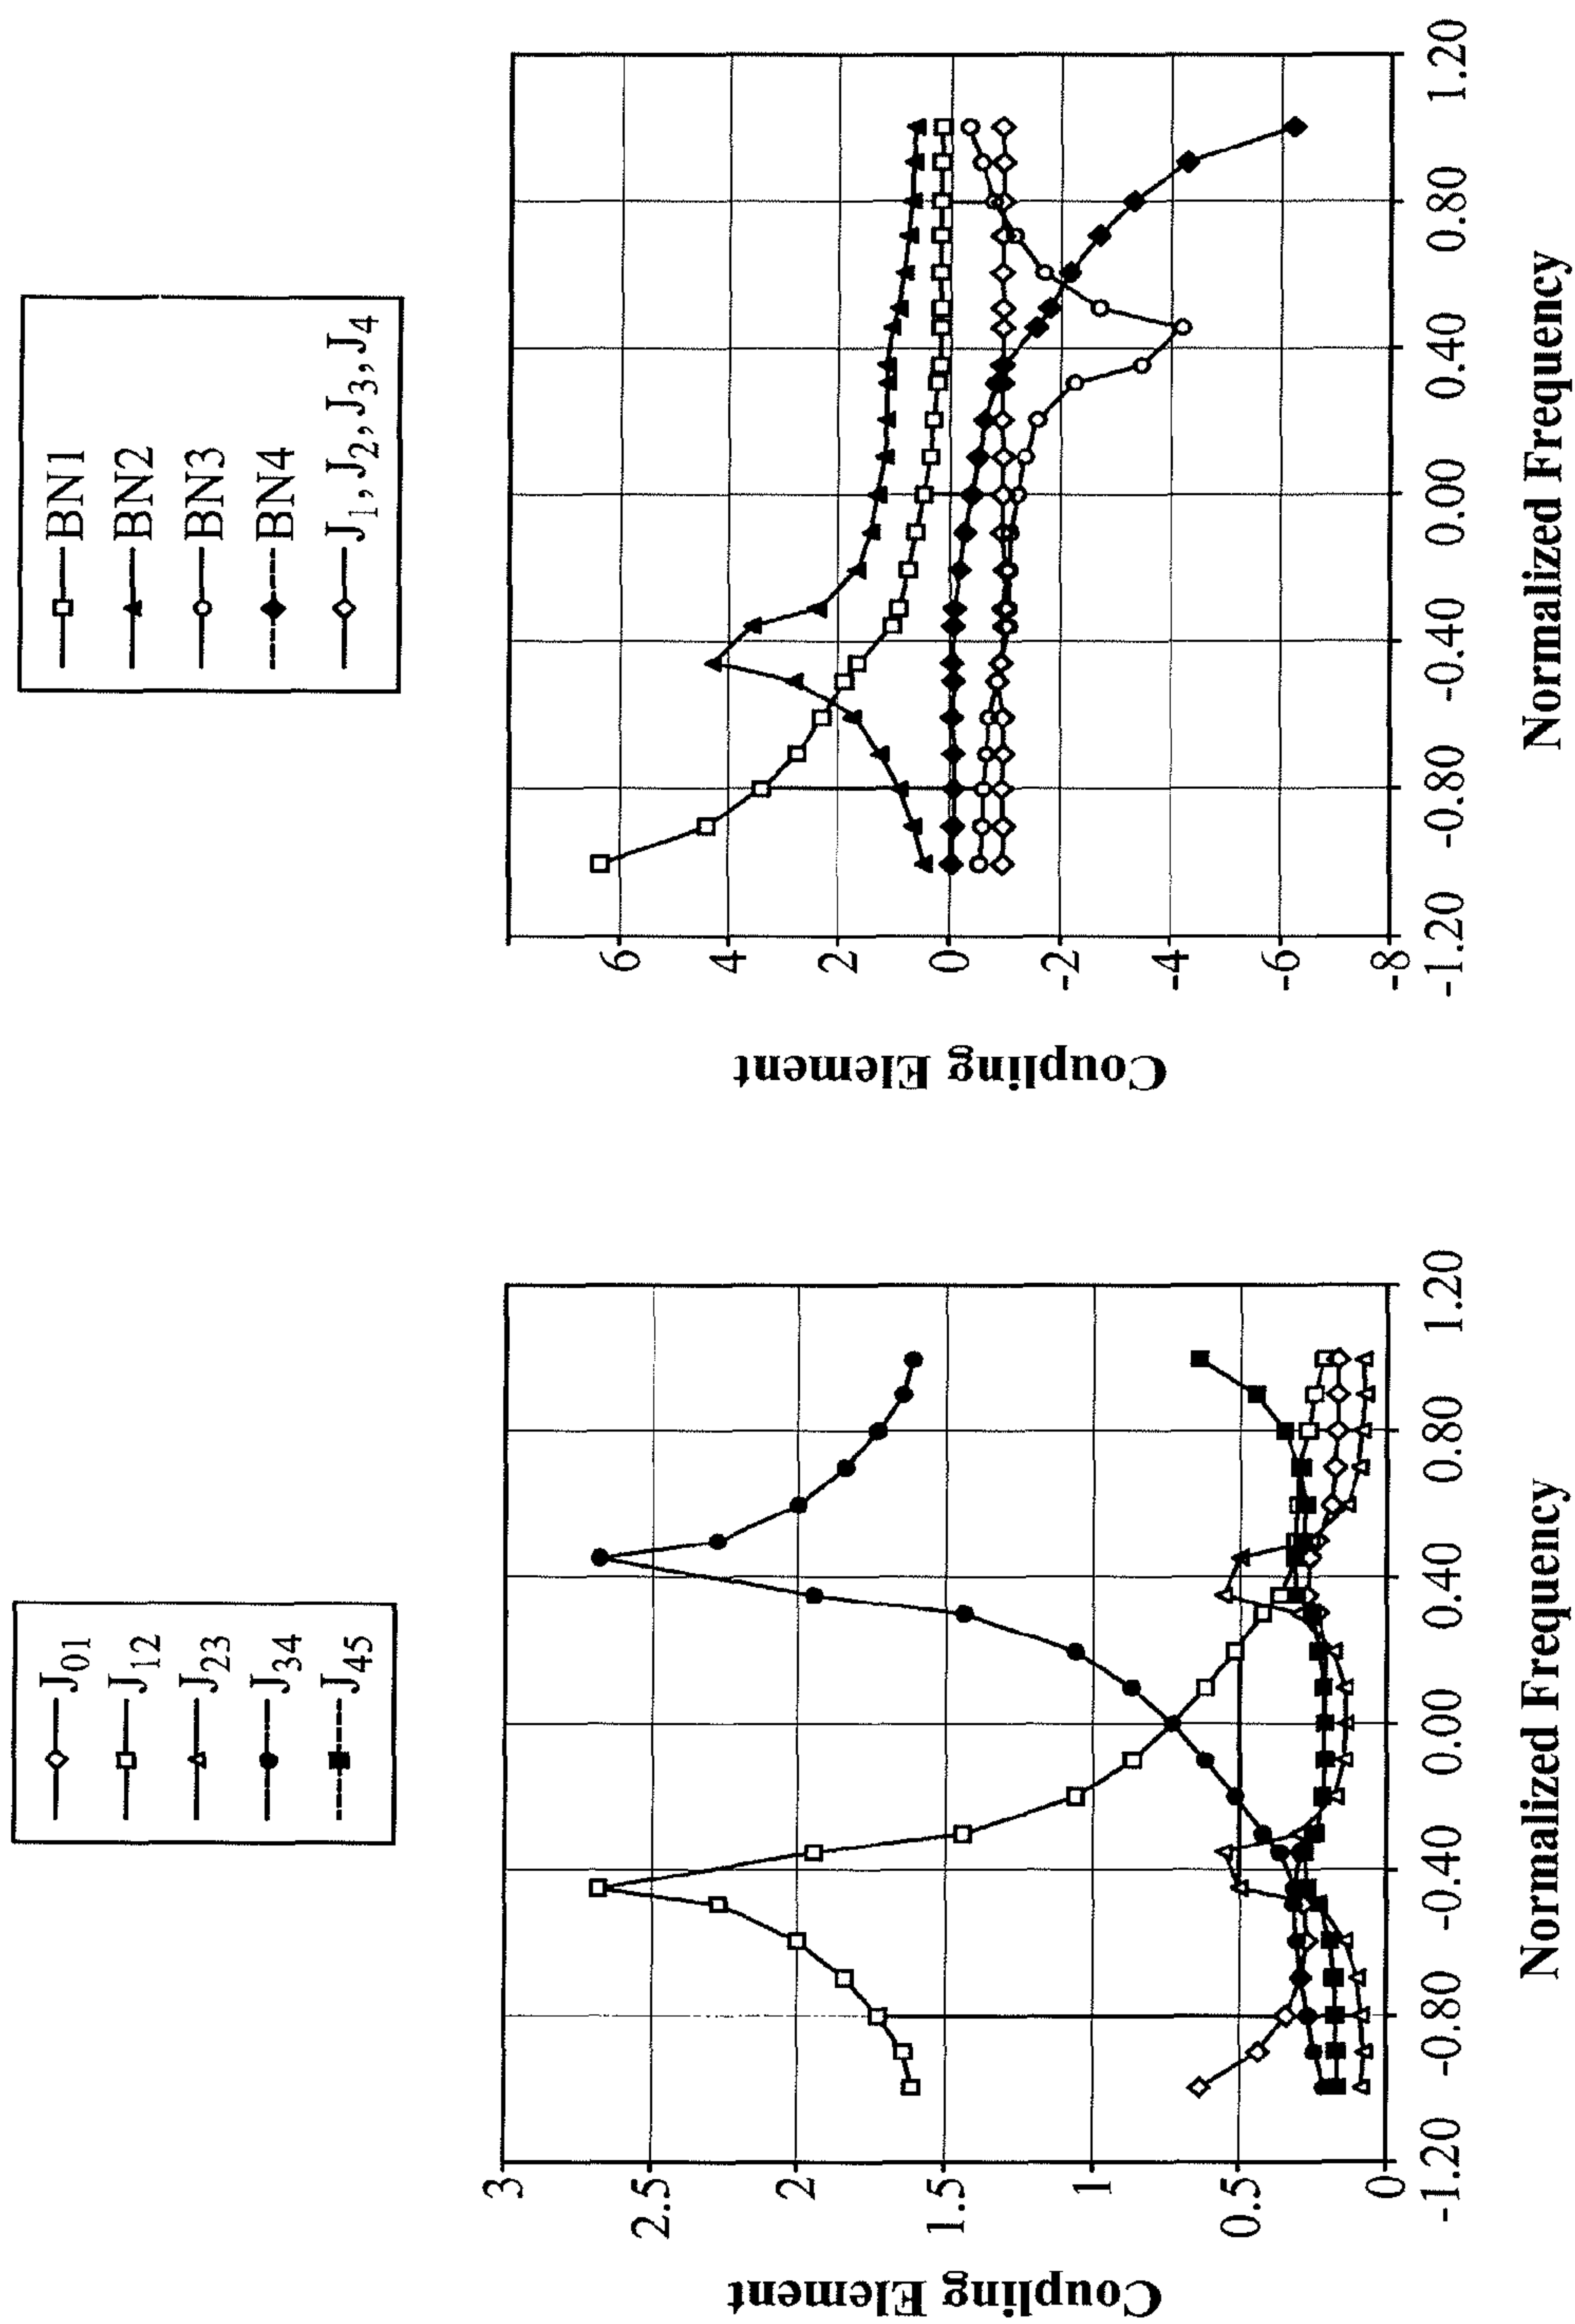 J01
J12
J23
J34
J45
Coupling Element
3
2.5
2
1.5
1
0.5
0
-1.20
-0.80
-0.40
0.00
0.40
0.80
1.20
Normalized Frequency
BN1
BN2
BN3
BN4
J1, J2, J3, J4
Coupling Element
6
4
2
0
-2
-4
-6
-8
-1.20
-0.80
-0.40
0.00
0.40
0.80
1.20
Normalized Frequency